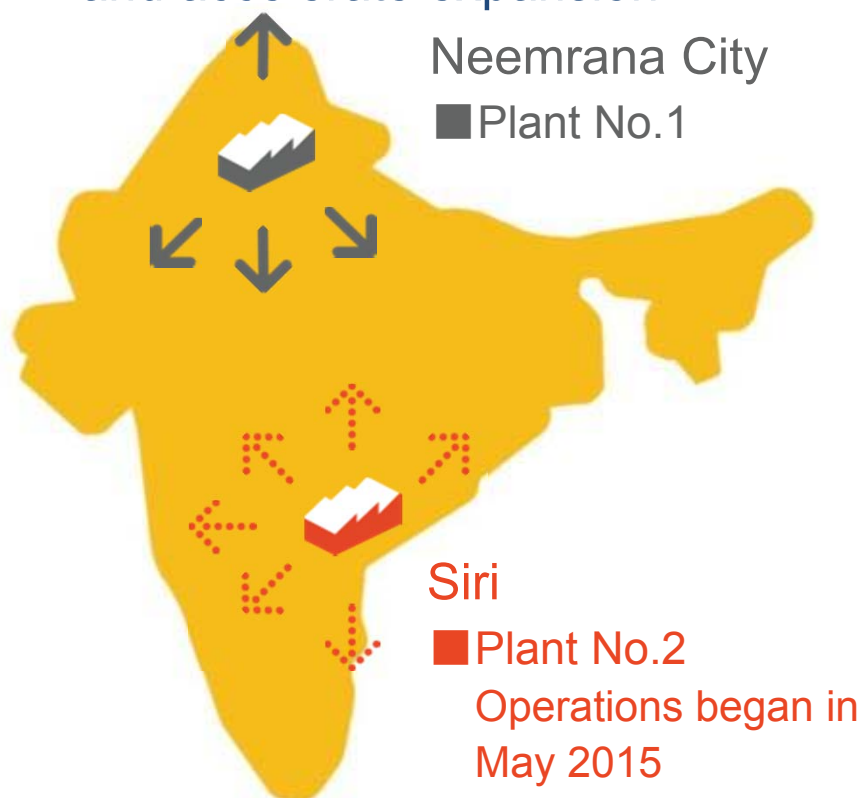 Neemrana City
■Plant No.1
Siri
■Plant No.2
Operations began in
May 2015